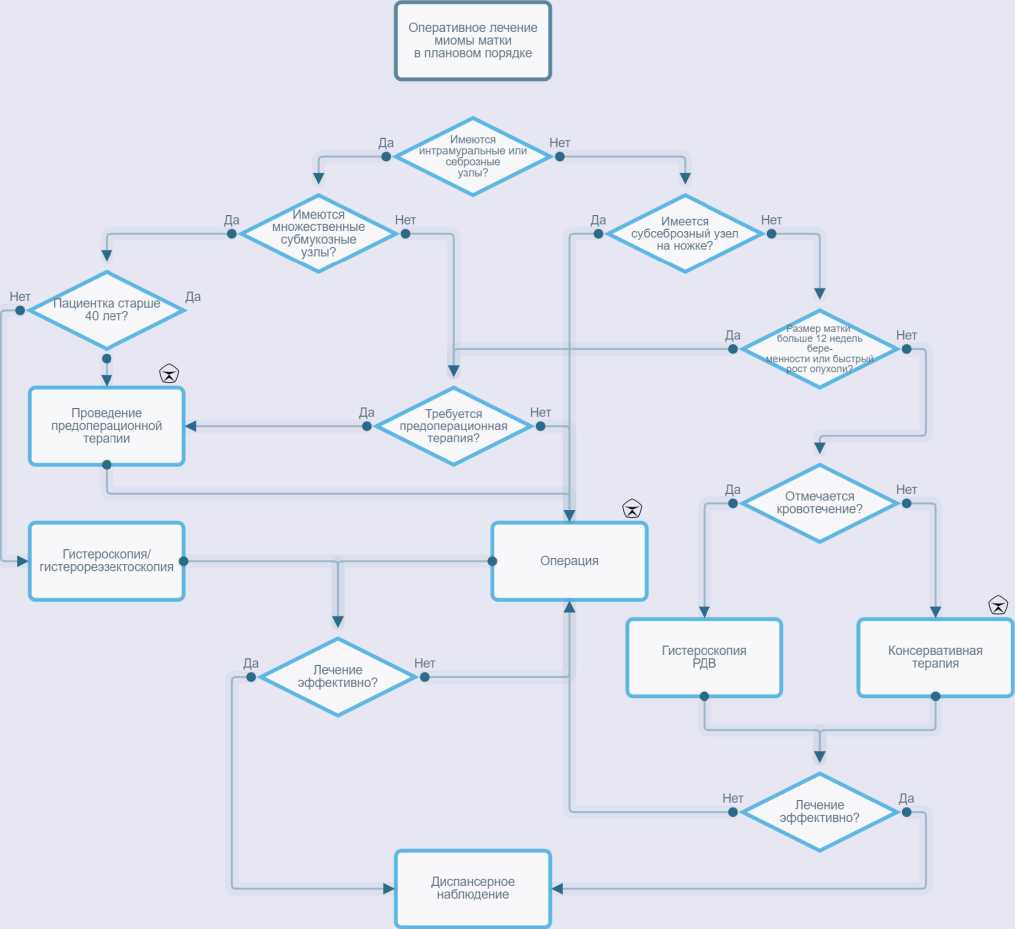 Оперативное лечение
миомы матки
в плановом порядке
Имеются
интрамуральные или
себрозные
узлы?
Да
Нет
Имеются
множественные
субмукозные
узлы?
Да
Нет
Имеется
субсеброзный узел
на ножке?
Да
Нет
Пациентка старше
40 лет?
Нет
Да
Размер матки
больше 12 недель
бере-
менности или быстрый
рост опухоли?
Да
Нет
Проведение
предоперационной
терапии
Требуется
предоперационная
терапия?
Да
Нет
Отмечается
кровотечение?
Да
Нет
Гистероскопия/
гистерорезэктоскопия
Операция
Гистероскопия
РДВ
Консервативная
терапия
Лечение
эффективно?
Да
Нет
Лечение
эффективно?
Нет
Да
Диспансерное
наблюдение